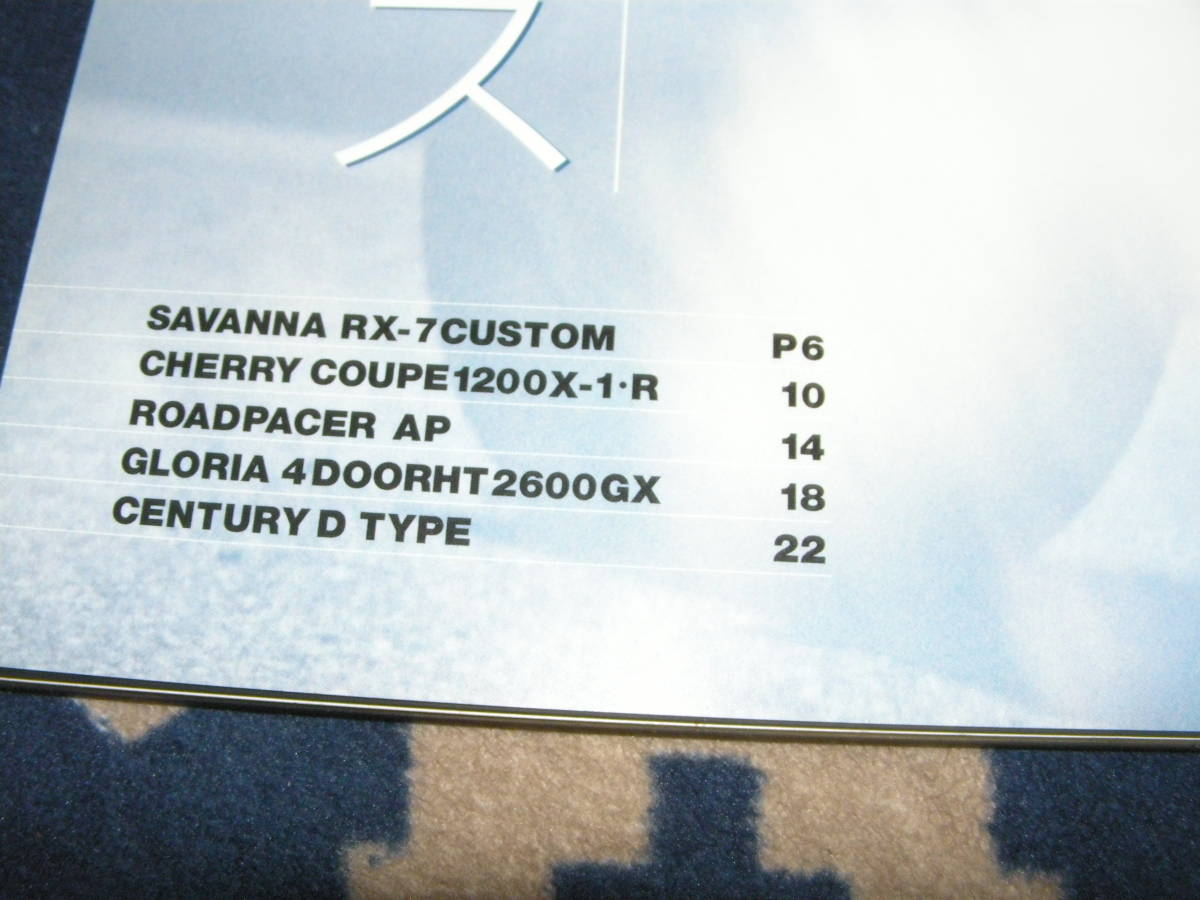 ス
SAVANNA RX-7CUSTOM P6
CHERRY COUPE1200X-1·R 10
ROADPACER AP 14
GLORIA 4DOORHT2600GX 18
CENTURY D TYPE 22